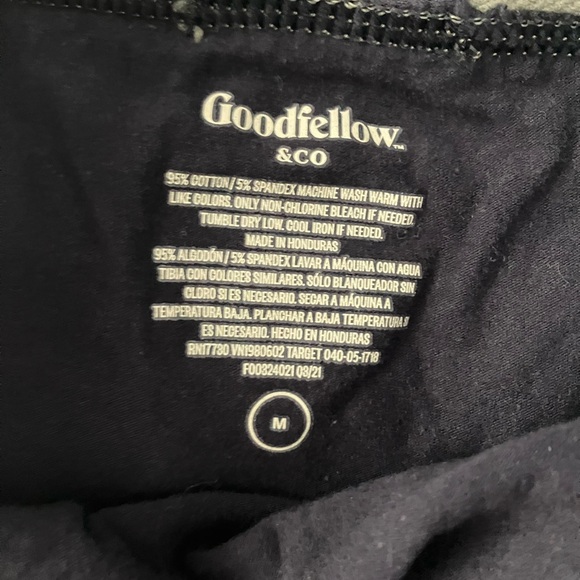 Goodfellow™
&CO
95% COTTON/5% SPANDEX MACHINE WASH WARM WITH
LIKE COLORS. ONLY NON-CHLORINE BLEACH IF NEEDED.
TUMBLE DRY LOW. COOL IRON IF NEEDED.
MADE IN HONDURAS
95% ALGODÓN/5% SPANDEX LAVAR A MÁQUINA CON AGUA
TIBIA CON COLORES SIMILARES. SÓLO BLANQUEADOR SIN
CLORO SI ES NECESARIO. SECAR A MÁQUINA A
TEMPERATURA BAJA. PLANCHAR A BAJA TEMPERATURA SI
ES NECESARIO. HECHO EN HONDURAS
RN17730 VN1980602 TARGET 040-05-1718
F00324021 Q3/21
M